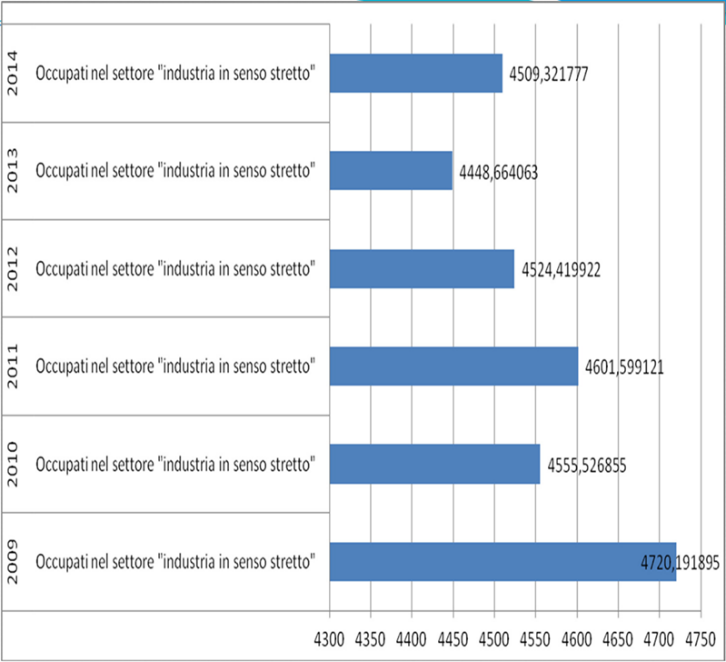 2014
Occupati nel settore "industria in senso stretto"
4509,321777
2013
Occupati nel settore "industria in senso stretto"
4448,664063
2012
Occupati nel settore "industria in senso stretto"
4524,419922
2011
Occupati nel settore "industria in senso stretto"
4601,599121
2010
Occupati nel settore "industria in senso stretto"
4555,526855
2009
Occupati nel settore "industria in senso stretto"
4720,191895
4300 4350 4400 4450 4500 4550 4600 4650 4700 4750